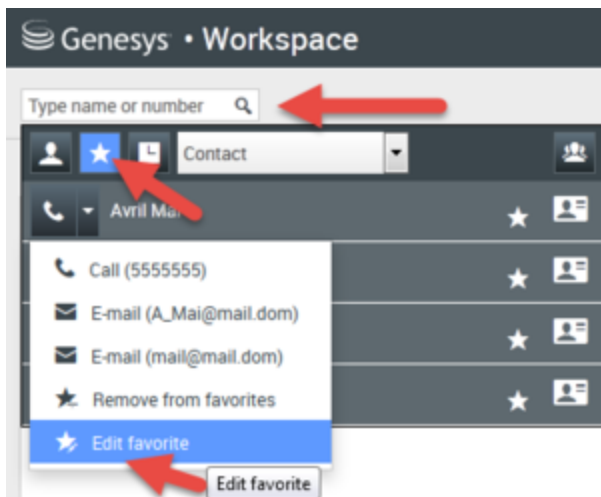 Genesys • Workspace
Type name or number
Contact
Avril Mai
Call (5555555)
E-mail (A_Mai@mail.dom)
E-mail (mail@mail.dom)
Remove from favorites
Edit favorite
Edit favorite